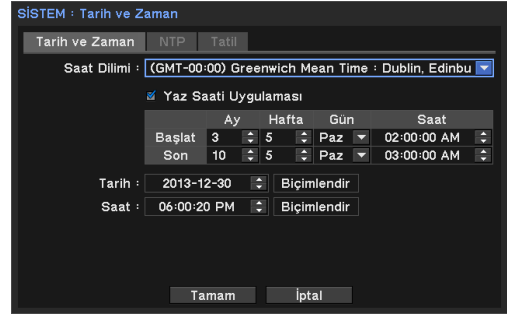 SİSTEM : Tarih ve Zaman
Tarih ve Zaman NTP Tatil
Saat Dilimi : (GMT-00:00) Greenwich Mean Time : Dublin, Edinbu
Yaz Saati Uygulaması
Ay Hafta Gün Saat
Başlat 3 5 Paz 02:00:00 AM
Son 10 5 Paz 03:00:00 AM
Tarih : 2013-12-30 Biçimlendir
Saat : 06:00:20 PM Biçimlendir
Tamam İptal